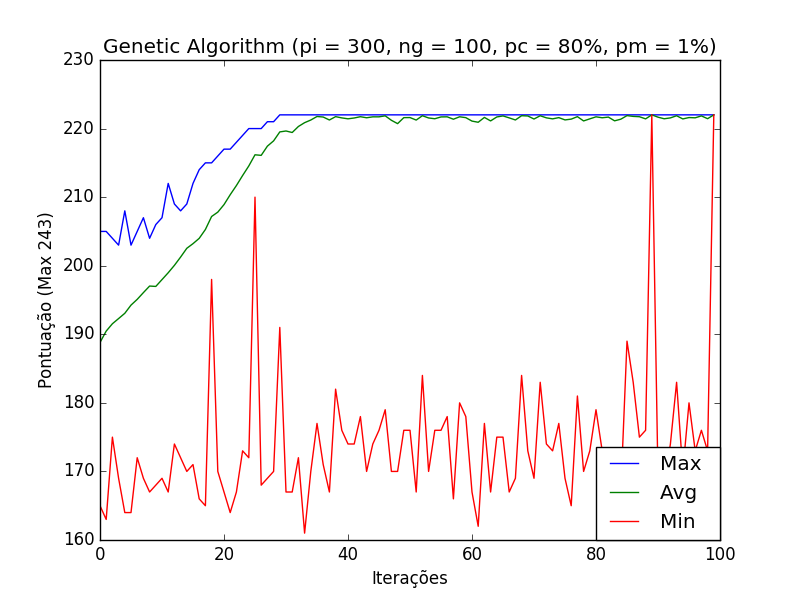 Genetic Algorithm (pi = 300, ng = 100, pc = 80%, pm = 1%)
230
220
210
200
190
180
170
160
Pontuação (Max 243)
Max
Avg
Min
0 20 40 60 80 100
Iterações